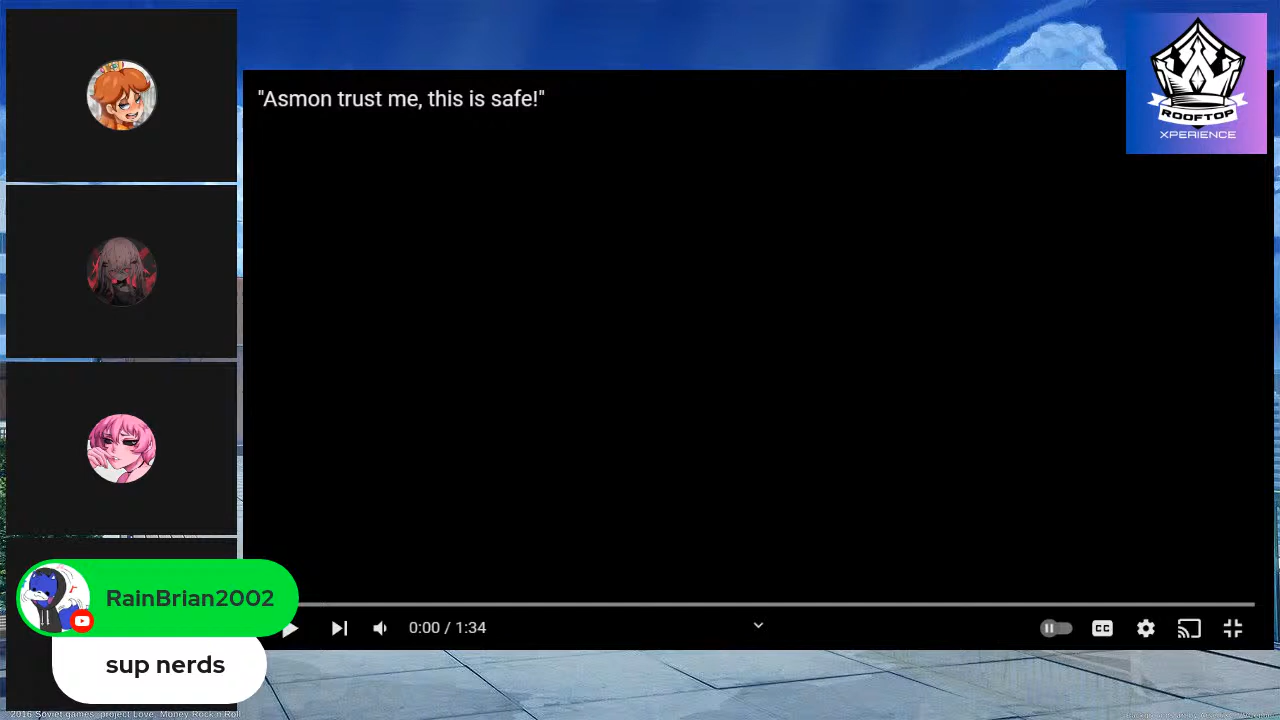 "Asmon trust me, this is safe!"
ROOFTOP
XPERIENCE
RainBrian2002
sup nerds
0:00 / 1:34
CC
2016 Soviet games, project Love, Money, Rock'n'Roll